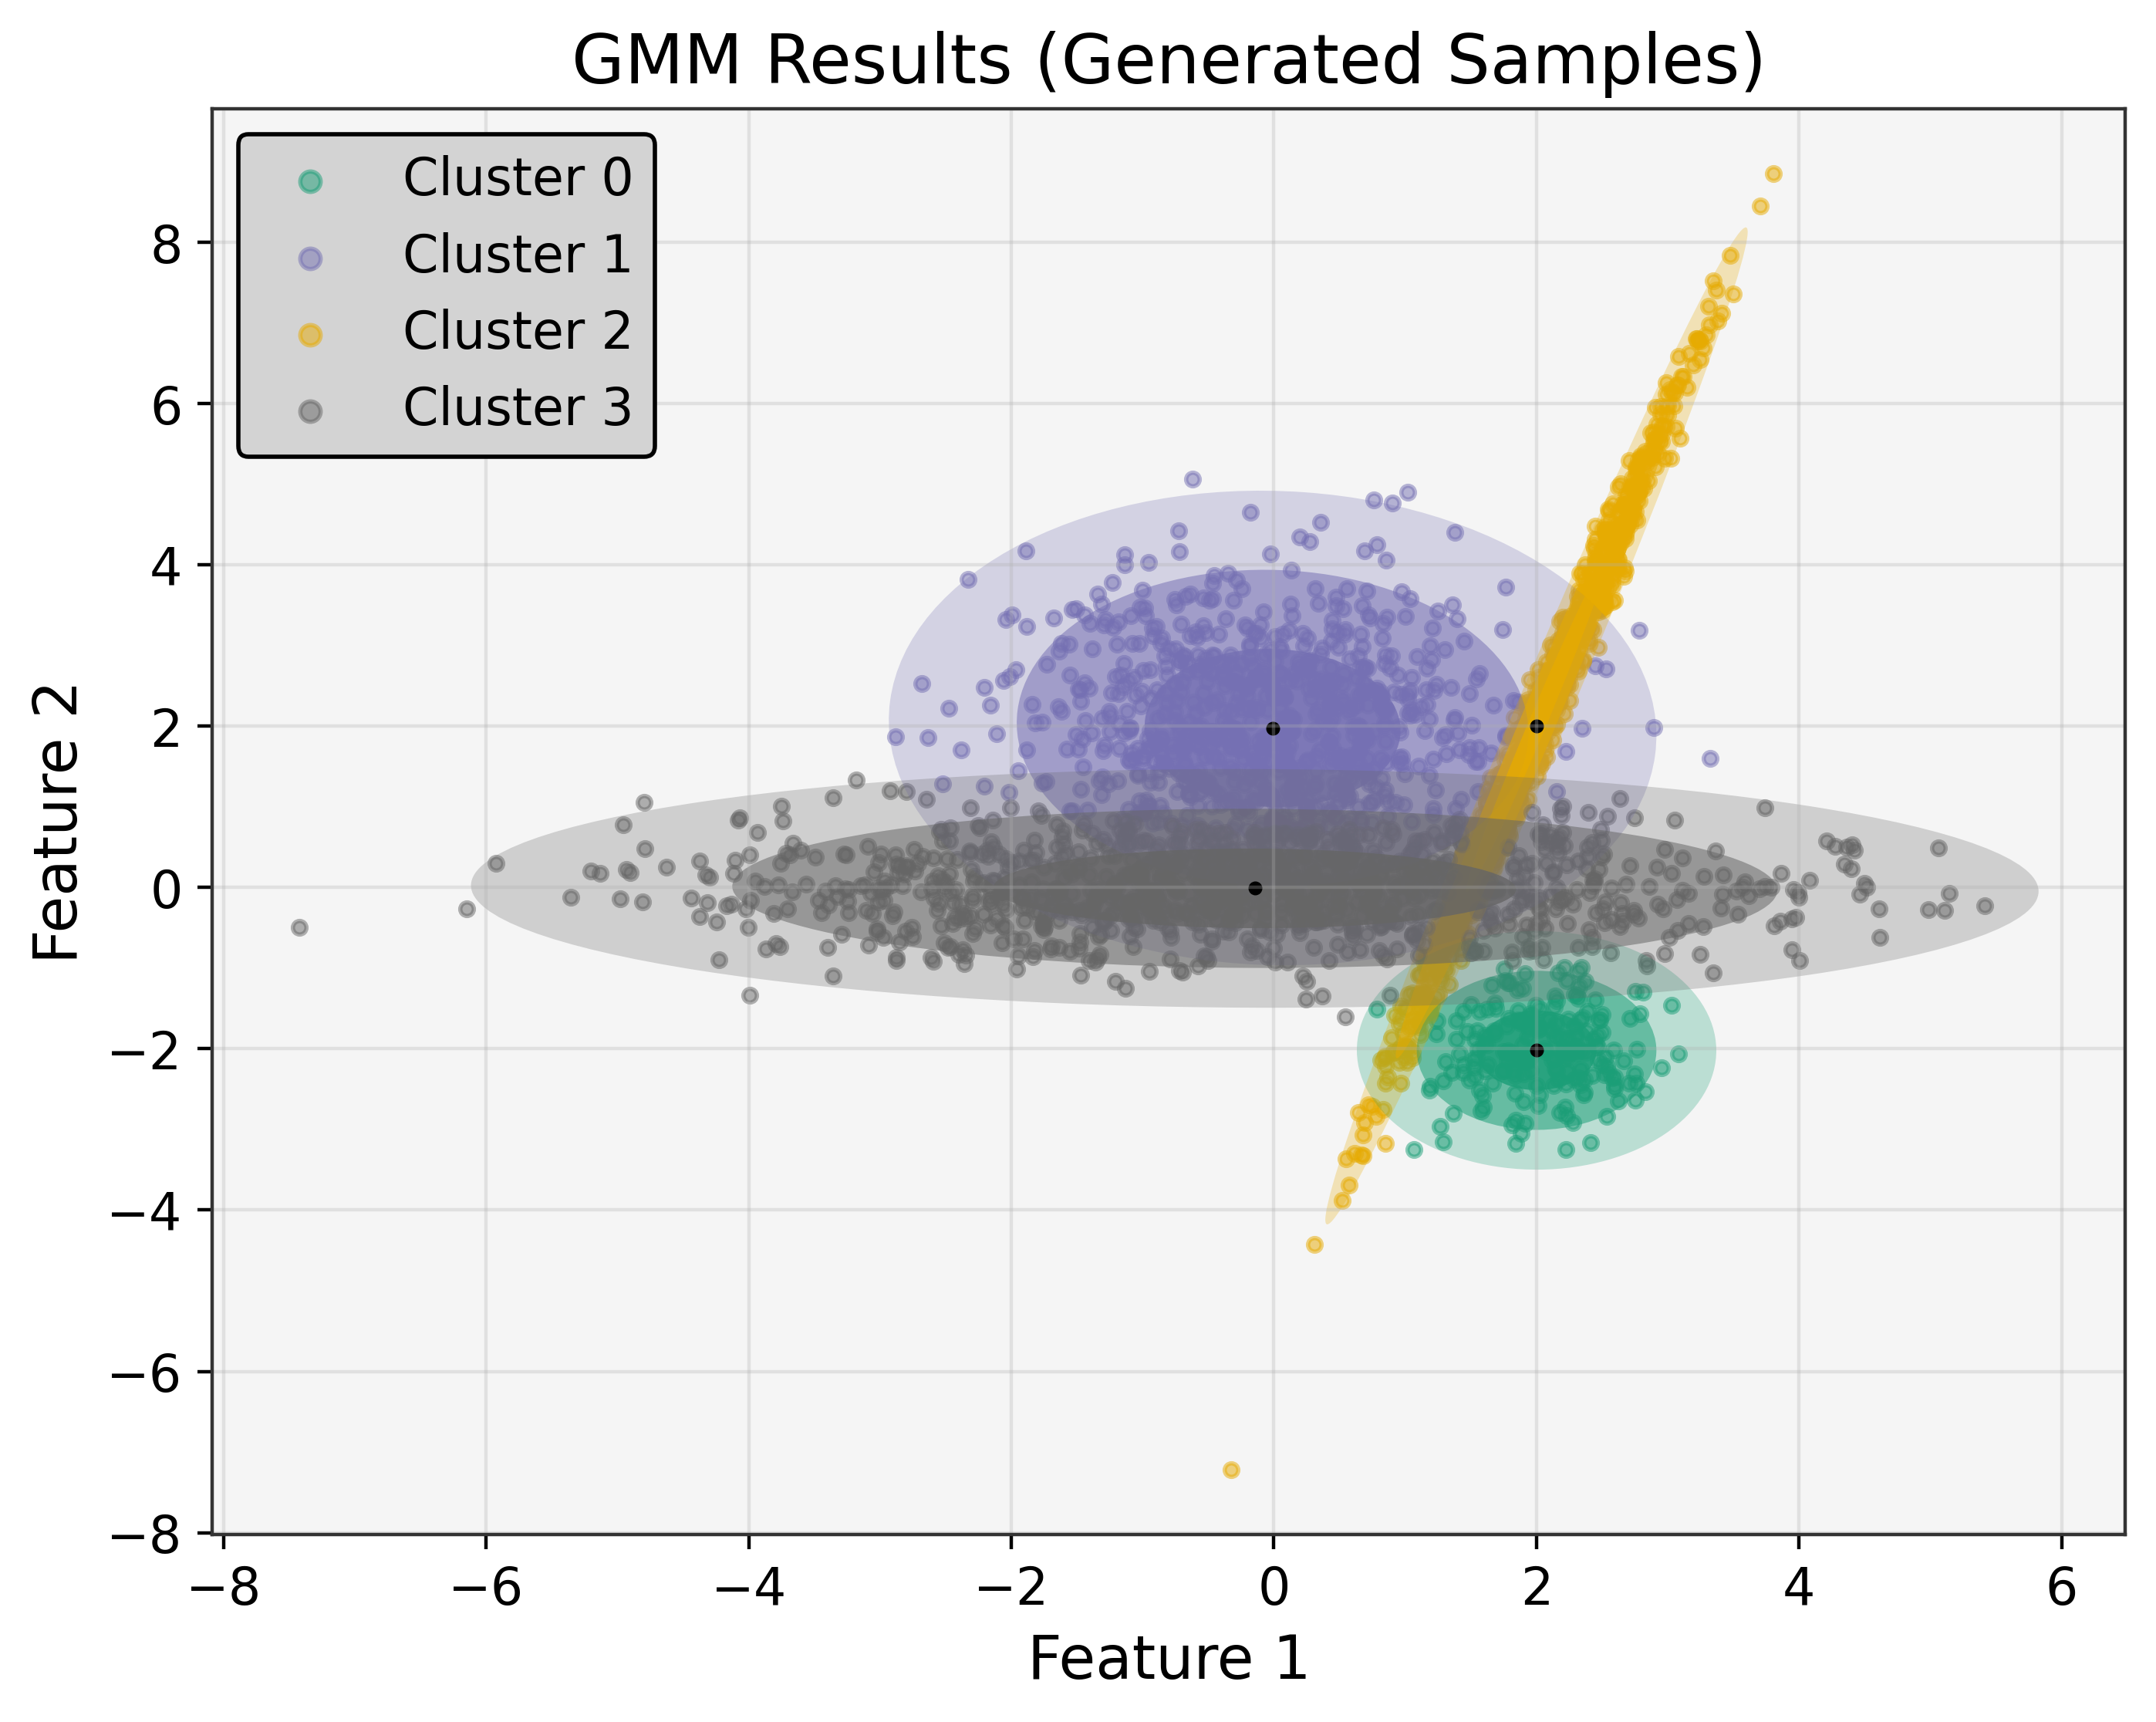 GMM Results (Generated Samples)
Cluster 0
Cluster 1
Cluster 2
Cluster 3
8
6
4
2
0
−2
−4
−6
−8
Feature 2
−8 −6 −4 −2 0 2 4 6
Feature 1